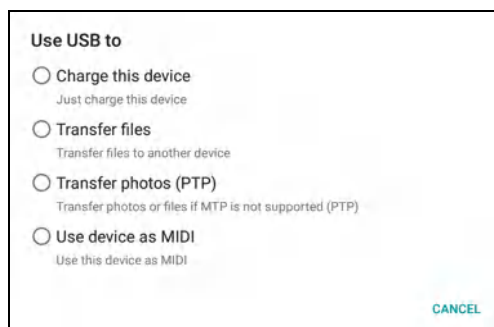 Use USB to
Charge this device
Just charge this device
Transfer files
Transfer files to another device
Transfer photos (PTP)
Transfer photos or files if MTP is not supported (PTP)
Use device as MIDI
Use this device as MIDI
CANCEL